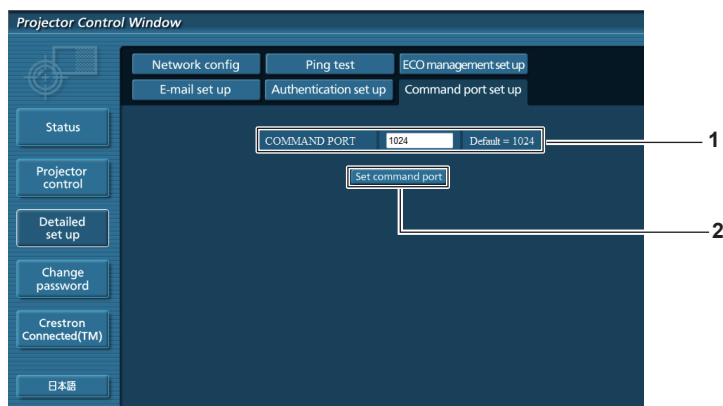 Projector Control Window
Network config
Ping test
ECO management set up
E-mail set up
Authentication set up
Command port set up
Status
Projector
control
Detailed
set up
Change
password
Crestron
Connected(TM)
日本語
COMMAND PORT 1024 Default = 1024
1
Set command port
2